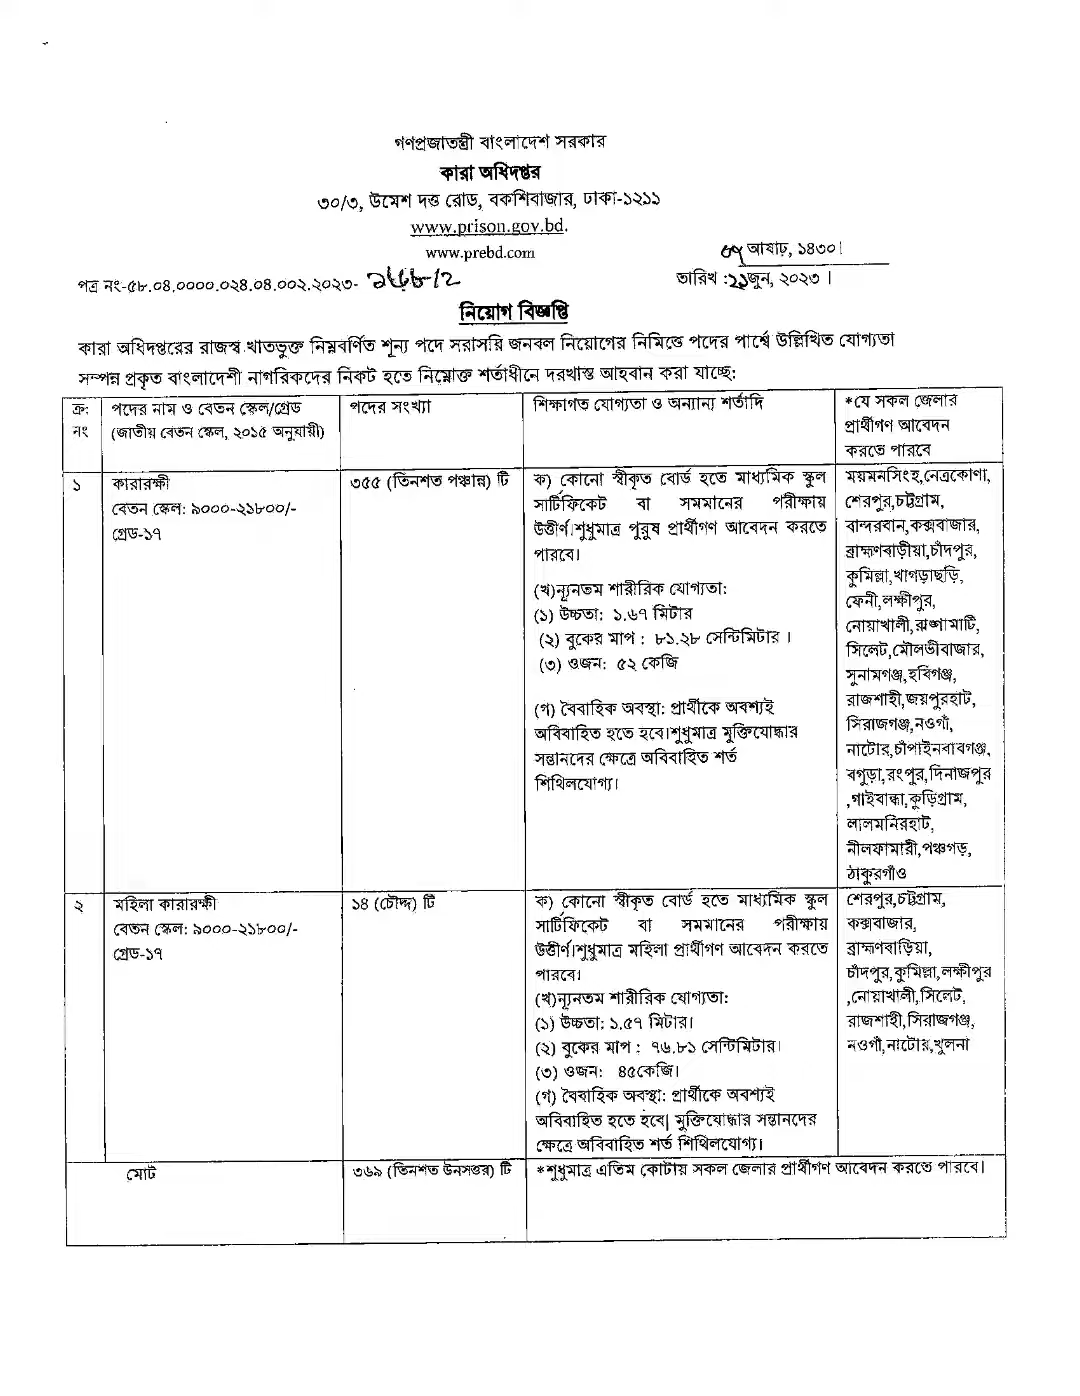 গণপ্রজাতন্ত্রী বাংলাদেশ সরকার
কারা অধিদপ্তর
৩০/৩, উমেশ দত্ত রোড, বকশিবাজার, ঢাকা-১২১১
www.prison.gov.bd.
www.prebd.com
০৭ আষাঢ়, ১৪৩০।
পত্র নং-৫৮.০৪.০০০০.০২৪.০৪.০০২.২০২৩-
তারিখ :২১জুন, ২০২৩ ।
নিয়োগ বিজ্ঞপ্তি
কারা অধিদপ্তরের রাজস্ব খাতভুক্ত নিম্নবর্ণিত শূন্য পদে সরাসরি জনবল নিয়োগের নিমিত্তে পদের পার্শ্বে উল্লিখিত যোগ্যতা
সম্পন্ন প্রকৃত বাংলাদেশী নাগরিকদের নিকট হতে নিম্নোক্ত শর্তাধীনে দরখাস্ত আহবান করা যাচ্ছে:
ক্র:
নং
পদের নাম ও বেতন স্কেল/গ্রেড
(জাতীয় বেতন স্কেল, ২০১৫ অনুযায়ী)
পদের সংখ্যা
শিক্ষাগত যোগ্যতা ও অন্যান্য শর্তাদি
*যে সকল জেলার
প্রার্থীগণ আবেদন
করতে পারবে
১
কারারক্ষী
বেতন স্কেল: ৯০০০-২১৮০০/-
গ্রেড-১৭
৩৫৫ (তিনশত পঞ্চান্ন) টি
ক) কোনো স্বীকৃত বোর্ড হতে মাধ্যমিক স্কুল
সার্টিফিকেট বা সমমানের পরীক্ষায়
উত্তীর্ণ।শুধুমাত্র পুরুষ প্রার্থীগণ আবেদন করতে
পারবে।
(খ)ন্যূনতম শারীরিক যোগ্যতা:
(১) উচ্চতা: ১.৬৭ মিটার
(২) বুকের মাপ : ৮১.২৮ সেন্টিমিটার ।
(৩) ওজন: ৫২ কেজি
(গ) বৈবাহিক অবস্থা: প্রার্থীকে অবশ্যই
অবিবাহিত হতে হবে।শুধুমাত্র মুক্তিযোদ্ধার
সন্তানদের ক্ষেত্রে অবিবাহিত শর্ত
শিথিলযোগ্য।
ময়মনসিংহ,নেত্রকোণা,
শেরপুর,চট্টগ্রাম,
বান্দরবান,কক্সবাজার,
ব্রাহ্মণবাড়ীয়া,চাঁদপুর,
কুমিল্লা,খাগড়াছড়ি,
ফেনী,লক্ষীপুর,
নোয়াখালী,রাঙ্গামাটি,
সিলেট,মৌলভীবাজার,
সুনামগঞ্জ,হবিগঞ্জ,
রাজশাহী,জয়পুরহাট,
সিরাজগঞ্জ,নওগাঁ,
নাটোর,চাঁপাইনবাবগঞ্জ,
বগুড়া,রংপুর,দিনাজপুর
,গাইবান্ধা,কুড়িগ্রাম,
লালমনিরহাট,
নীলফামারী,পঞ্চগড়,
ঠাকুরগাঁও
২
মহিলা কারারক্ষী
বেতন স্কেল: ৯০০০-২১৮০০/-
গ্রেড-১৭
১৪ (চৌদ্দ) টি
ক) কোনো স্বীকৃত বোর্ড হতে মাধ্যমিক স্কুল
সার্টিফিকেট বা সমমানের পরীক্ষায়
উত্তীর্ণ।শুধুমাত্র মহিলা প্রার্থীগণ আবেদন করতে
পারবে।
(খ)ন্যূনতম শারীরিক যোগ্যতা:
(১) উচ্চতা: ১.৫৭ মিটার।
(২) বুকের মাপ : ৭৬.৮১ সেন্টিমিটার।
(৩) ওজন: ৪৫কেজি।
(গ) বৈবাহিক অবস্থা: প্রার্থীকে অবশ্যই
অবিবাহিত হতে হবে| মুক্তিযোদ্ধার সন্তানদের
ক্ষেত্রে অবিবাহিত শর্ত শিথিলযোগ্য।
শেরপুর,চট্টগ্রাম,
কক্সবাজার,
ব্রাহ্মণবাড়িয়া,
চাঁদপুর,কুমিল্লা,লক্ষীপুর
,নোয়াখালী,সিলেট,
রাজশাহী,সিরাজগঞ্জ,
নওগাঁ,নাটোর,খুলনা
মোট
৩৬৯ (তিনশত উনসত্তর) টি
*শুধুমাত্র এতিম কোটায় সকল জেলার প্রার্থীগণ আবেদন করতে পারবে।